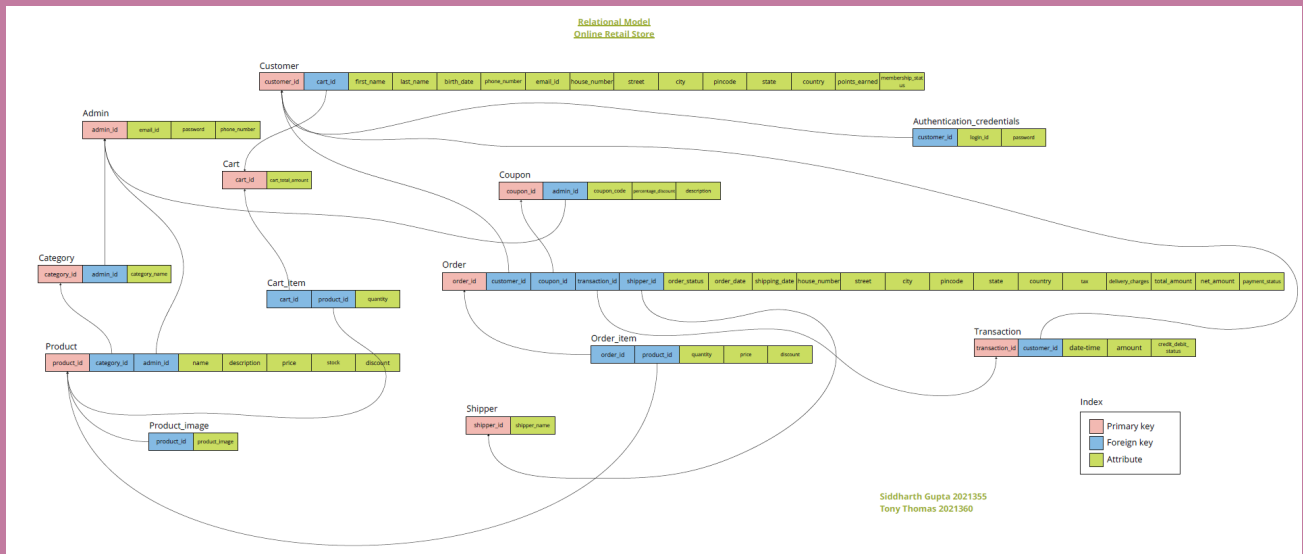 Relational Model
Online Retail Store
Customer
customer_id cart_id first_name last_name birth_date phone_number email_id house_number street city pincode state country points_earned membership_stat
us
Admin
admin_id email_id password phone_number
Authentication_credentials
customer_id login_id password
Cart
cart_id cart_total_amount
Coupon
coupon_id admin_id coupon_code percentage_discount description
Category
category_id admin_id category_name
Order
order_id customer_id coupon_id transaction_id shipper_id order_status order_date shipping_date house_number street city pincode state country tax delivery_charges total_amount net_amount payment_status
Cart_item
cart_id product_id quantity
Transaction
transaction_id customer_id date-time amount credit_debit_
status
Order_item
order_id product_id quantity price discount
Product
product_id category_id admin_id name description price stock discount
Index
Primary key
Foreign key
Attribute
Shipper
shipper_id shipper_name
Product_image
product_id product_image
Siddharth Gupta 2021355
Tony Thomas 2021360